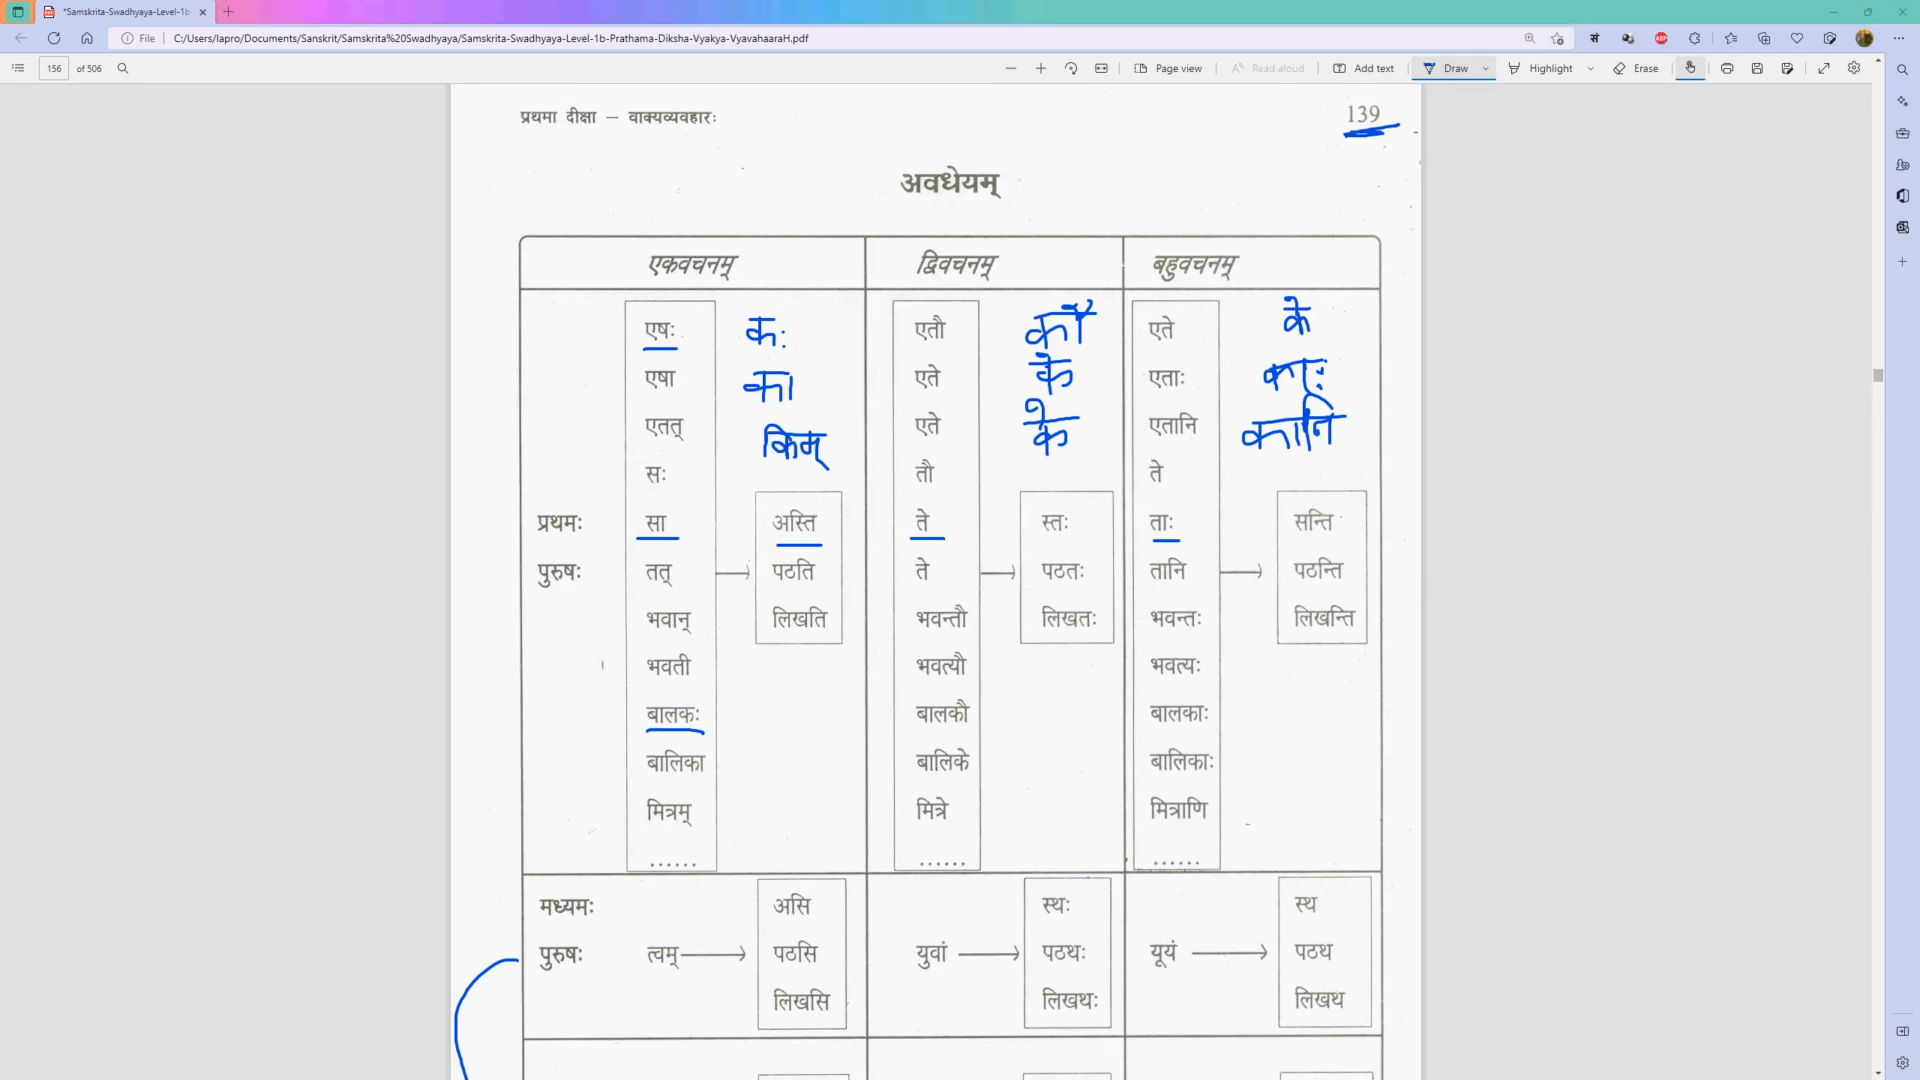 *Samskrita-Swadhyaya-Level-1b
File C:/Users/lapro/Documents/Sanskrit/Samskrita%20Swadhyaya/Samskrita-Swadhyaya-Level-1b-Prathama-Diksha-Vyakya-VyavahaaraH.pdf
156 of 506 Page view Read aloud Add text Draw Highlight Erase
प्रथमा दीक्षा – वाक्यव्यवहारः 139
अवधेयम्
एकवचनम् द्विवचनम् बहुवचनम्
एषः कः एतौ कौ एते के
एषा का एते के एताः काः
एतत् किम् एते के एतानि कानि
सः तौ ते
प्रथमः सा अस्ति ते स्तः ताः सन्ति
पुरुषः तत् पठति ते पठतः तानि पठन्ति
भवान् लिखति भवन्तौ लिखतः भवन्तः लिखन्ति
भवती भवत्यौ भवत्यः
बालकः बालकौ बालकाः
बालिका बालिके बालिकाः
मित्रम् मित्रे मित्राणि
...... ...... ......
मध्यमः असि स्थः स्थ
पुरुषः त्वम् पठसि युवां पठथः यूयं पठथ
लिखसि लिखथः लिखथ